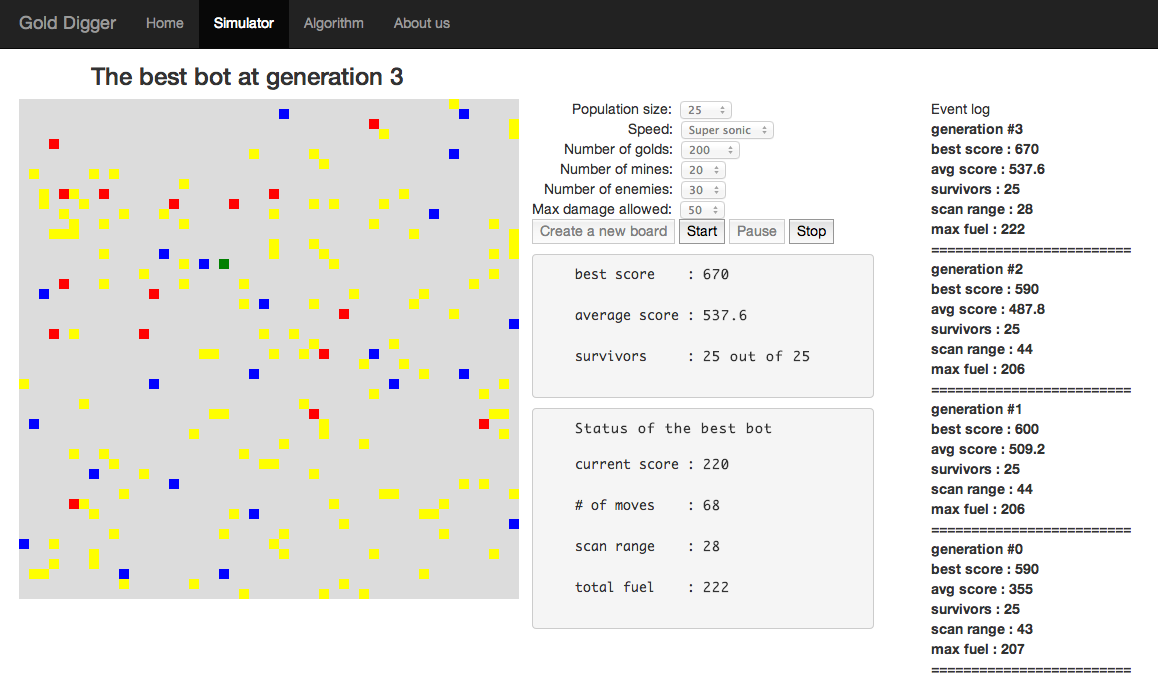 Gold Digger Home Simulator Algorithm About us
The best bot at generation 3
Population size: 25
Speed: Super sonic
Number of golds: 200
Number of mines: 20
Number of enemies: 30
Max damage allowed: 50
Create a new board Start Pause Stop
best score : 670
average score : 537.6
survivors : 25 out of 25
Status of the best bot
current score : 220
# of moves : 68
scan range : 28
total fuel : 222
Event log
generation #3
best score : 670
avg score : 537.6
survivors : 25
scan range : 28
max fuel : 222
=========================
generation #2
best score : 590
avg score : 487.8
survivors : 25
scan range : 44
max fuel : 206
=========================
generation #1
best score : 600
avg score : 509.2
survivors : 25
scan range : 44
max fuel : 206
=========================
generation #0
best score : 590
avg score : 355
survivors : 25
scan range : 43
max fuel : 207
=========================